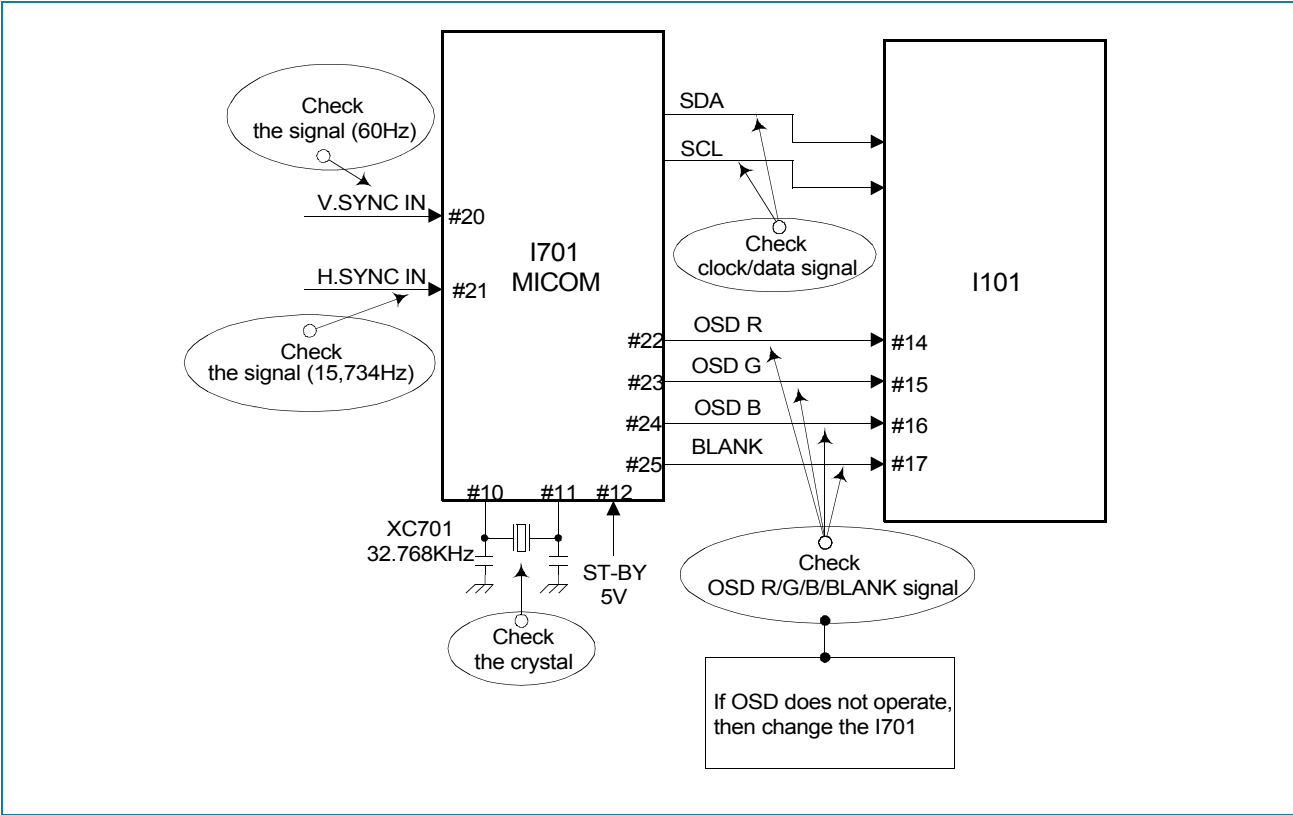 Check
the signal (60Hz)
V.SYNC IN
#20
H.SYNC IN
#21
Check
the signal (15,734Hz)
I701
MICOM
SDA
SCL
Check
clock/data signal
I101
#22
OSD R
#14
#23
OSD G
#15
#24
OSD B
#16
#25
BLANK
#17
#10
#11
#12
XC701
32.768KHz
ST-BY
5V
Check
the crystal
Check
OSD R/G/B/BLANK signal
If OSD does not operate,
then change the I701